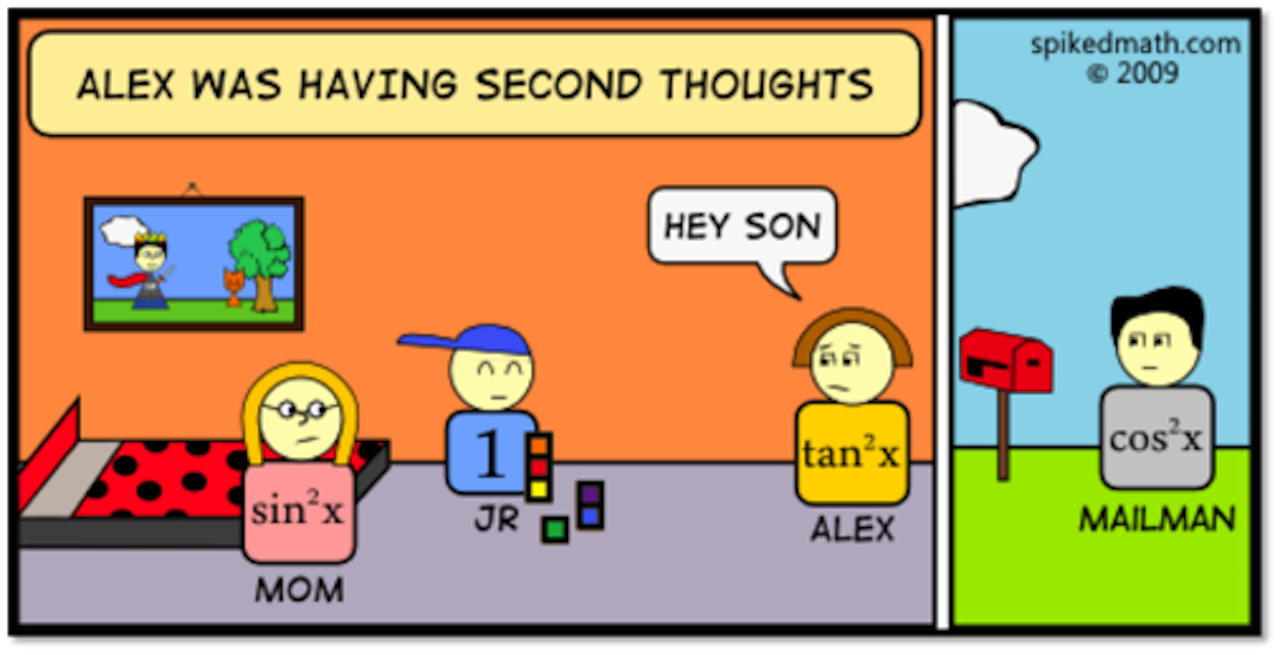 ALEX WAS HAVING SECOND THOUGHTS
spikedmath.com
© 2009
HEY SON
sin²x
MOM
1
JR
tan²x
ALEX
cos²x
MAILMAN